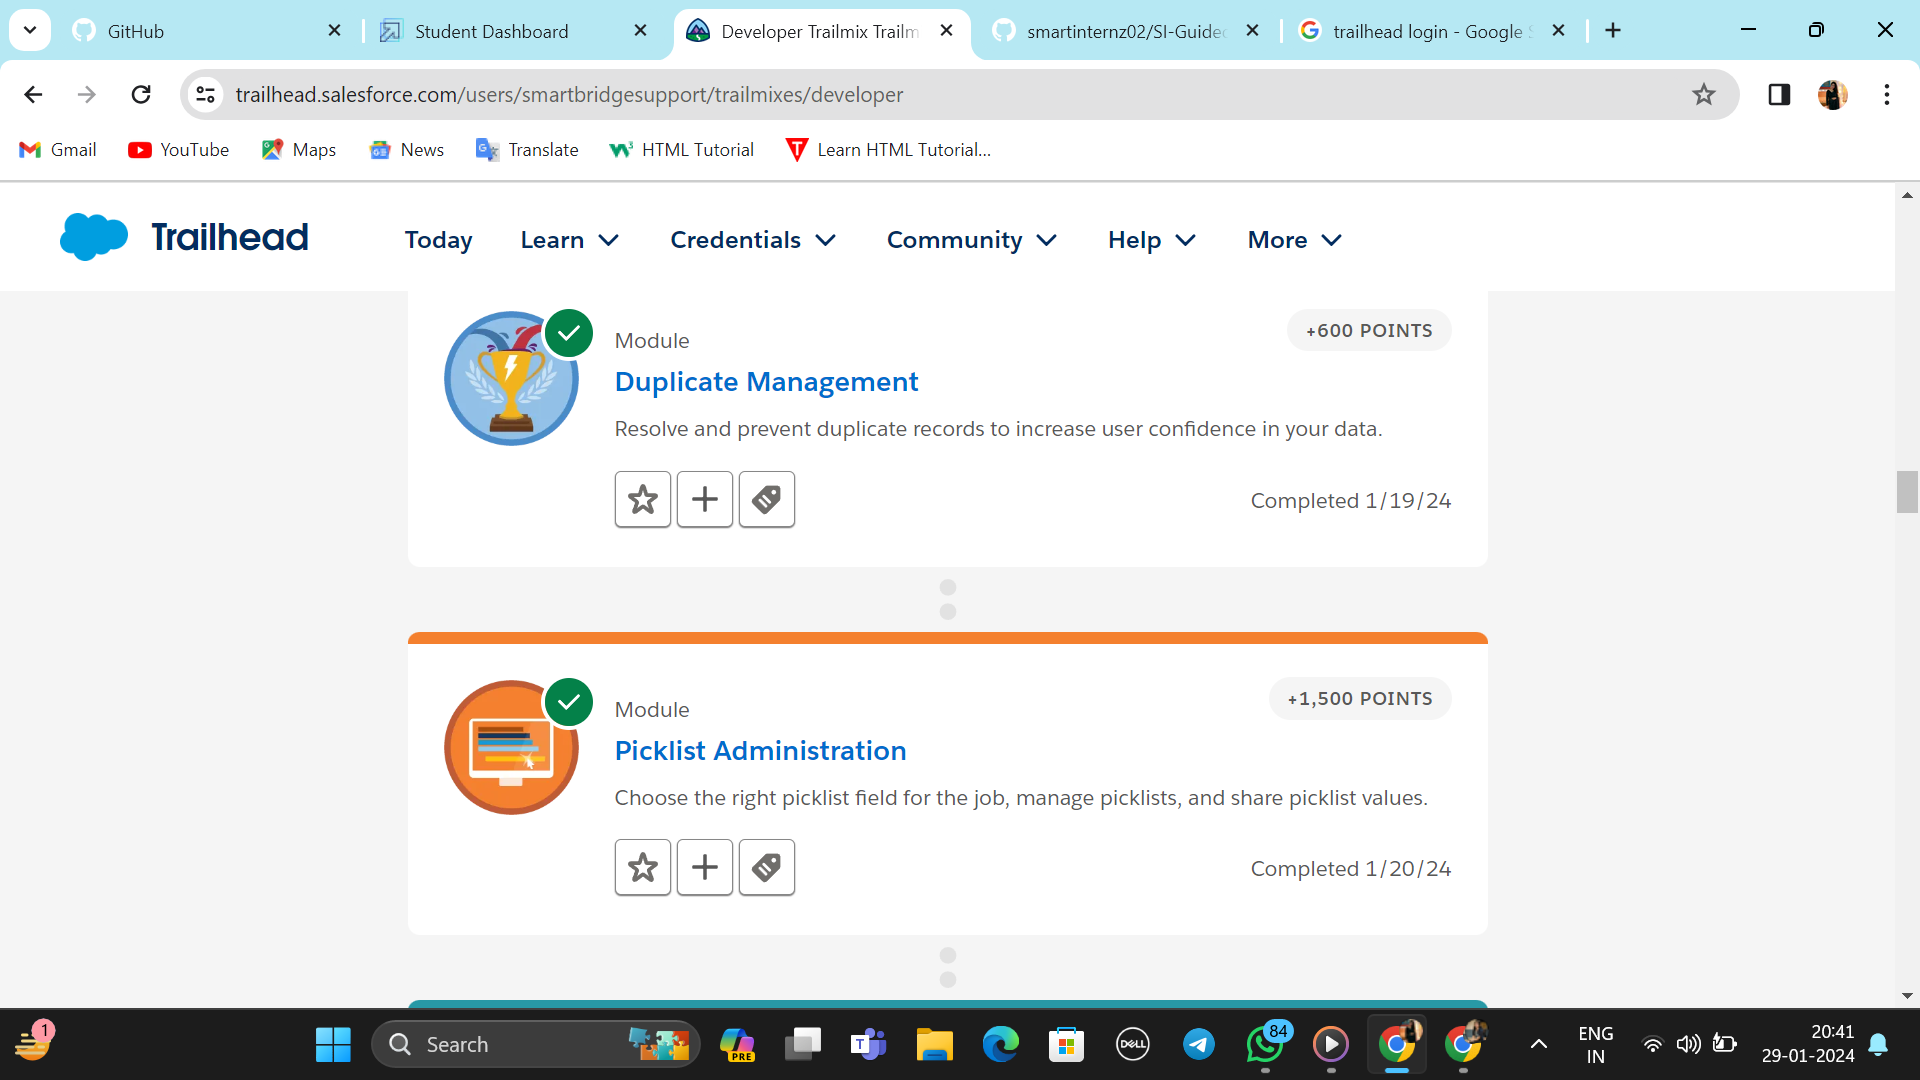 GitHub
Student Dashboard
Developer Trailmix Trailm
smartinternz02/SI-Guided
trailhead login - Google S
trailhead.salesforce.com/users/smartbridgesupport/trailmixes/developer
Gmail
YouTube
Maps
News
Translate
HTML Tutorial
Learn HTML Tutorial...
Trailhead
Today
Learn
Credentials
Community
Help
More
Module
+600 POINTS
Duplicate Management
Resolve and prevent duplicate records to increase user confidence in your data.
Completed 1/19/24
Module
+1,500 POINTS
Picklist Administration
Choose the right picklist field for the job, manage picklists, and share picklist values.
Completed 1/20/24
1
Search
PRE
T
DELL
84
ENG
IN
20:41
29-01-2024